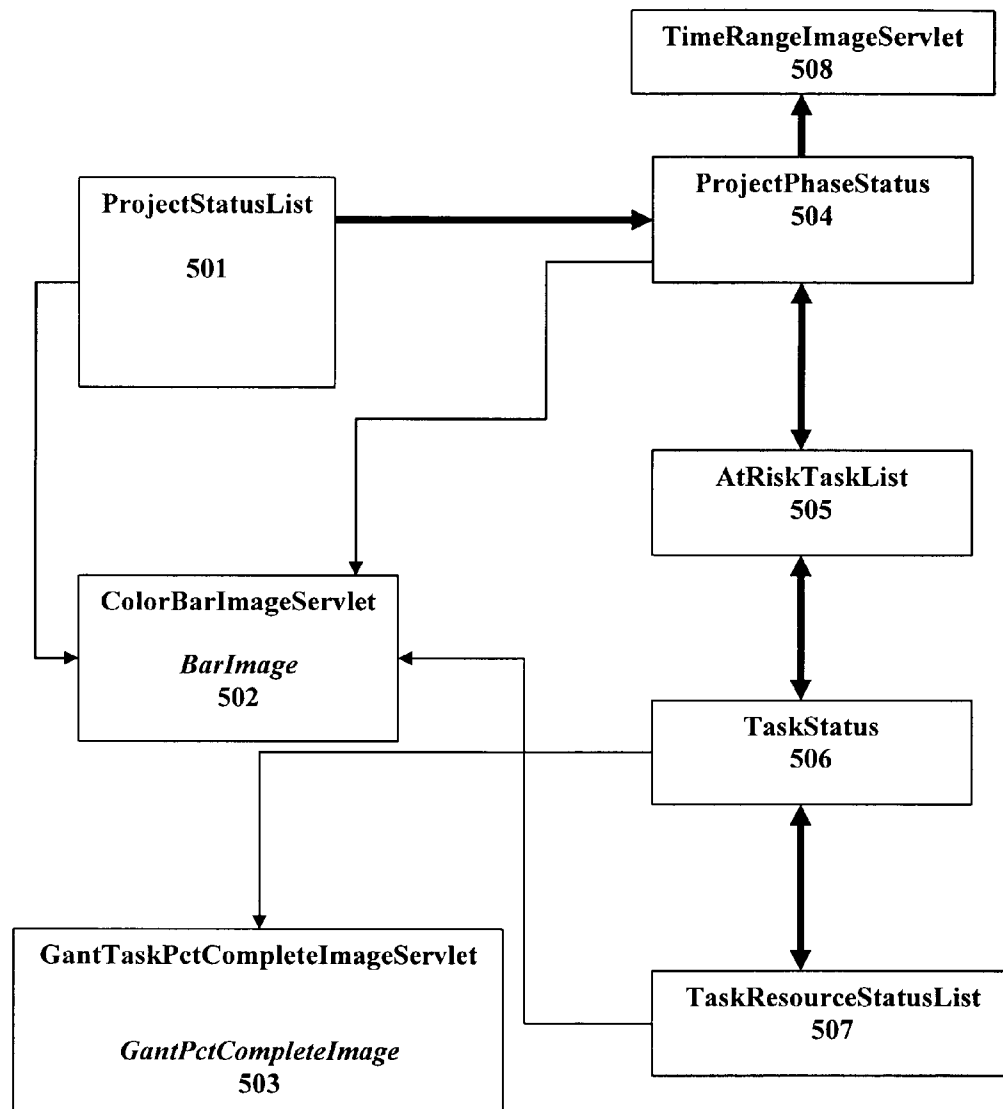 TimeRangeImageServlet
508
ProjectStatusList
501
ProjectPhaseStatus
504
AtRiskTaskList
505
ColorBarImageServlet
BarImage
502
TaskStatus
506
GantTaskPctCompleteImageServlet
GantPctCompleteImage
503
TaskResourceStatusList
507